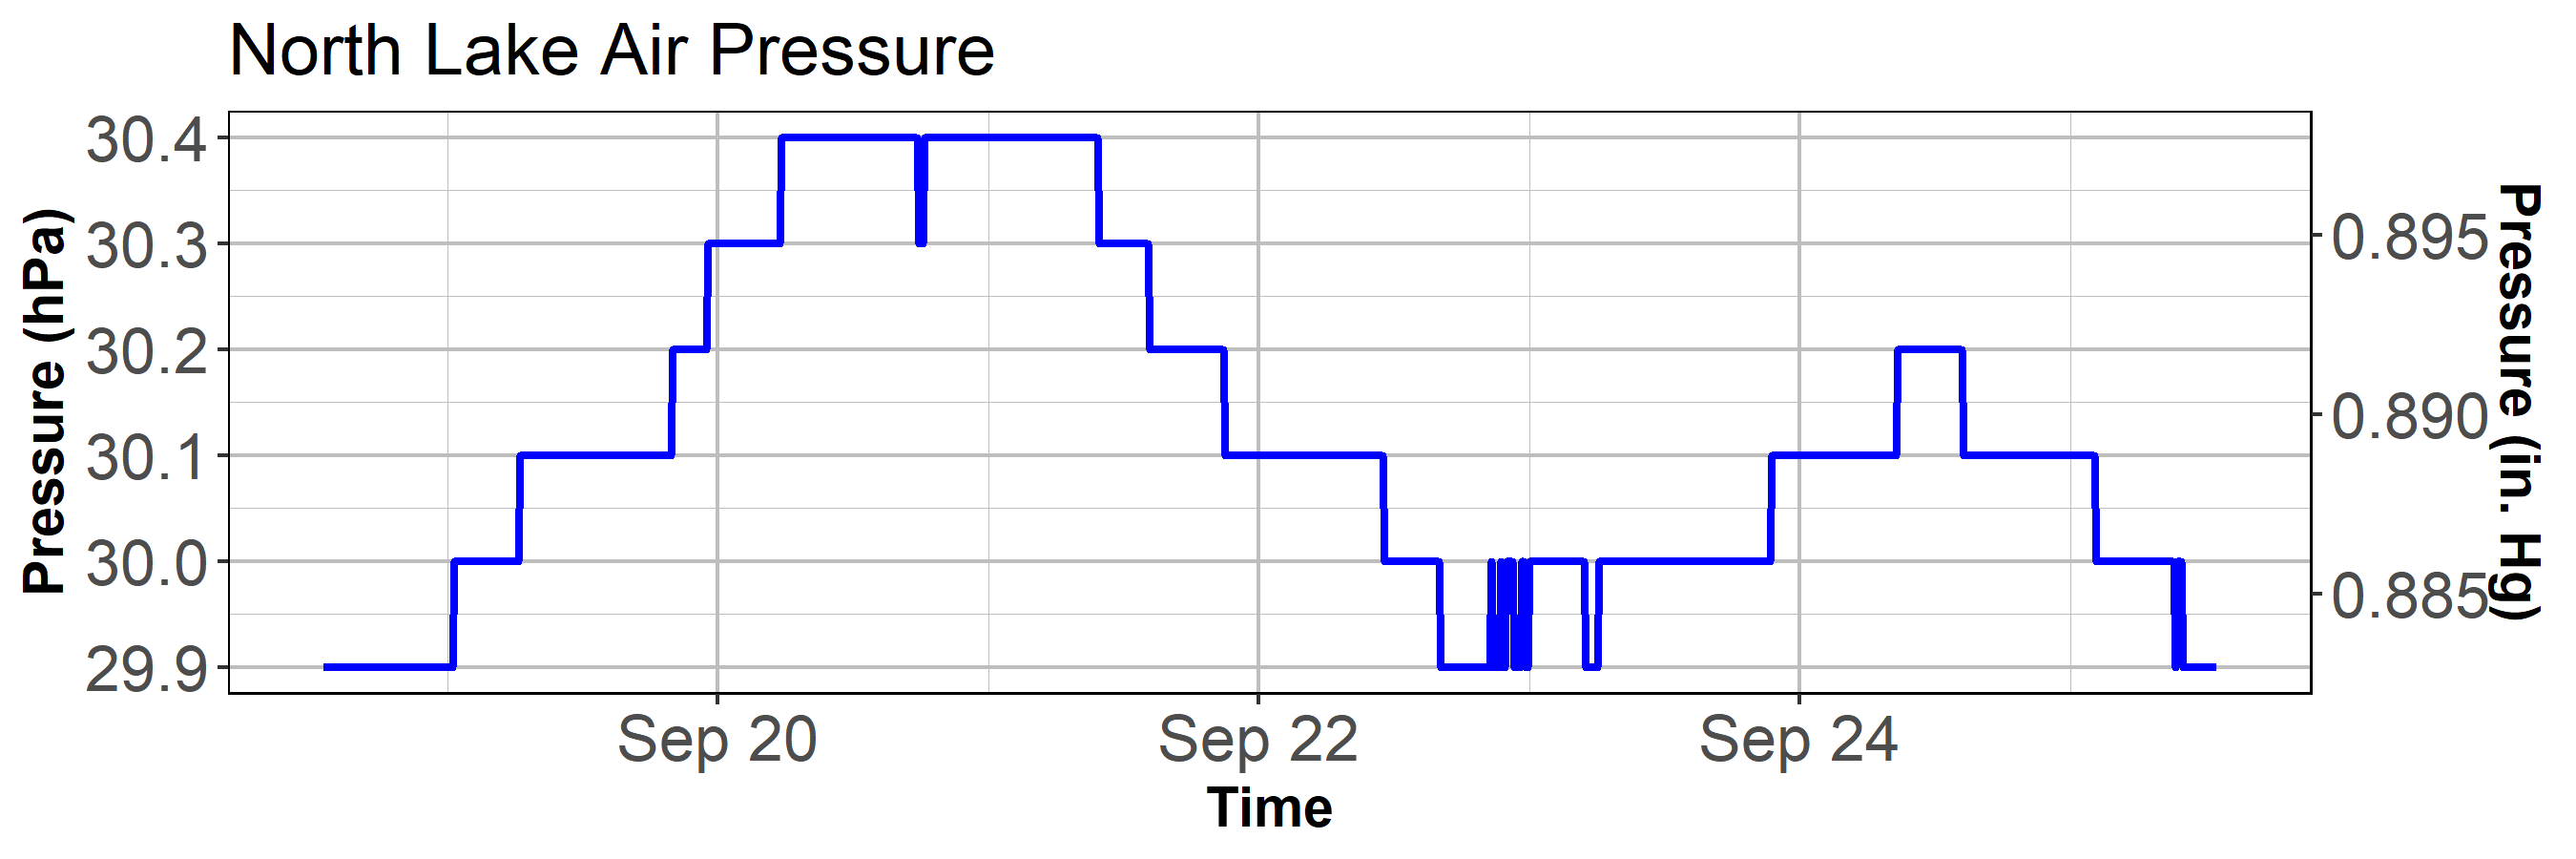 North Lake Air Pressure
Pressure (hPa)
30.4
30.3
30.2
30.1
30.0
29.9
0.895
0.890
0.885
Pressure (in. Hg)
Sep 20
Sep 22
Sep 24
Time